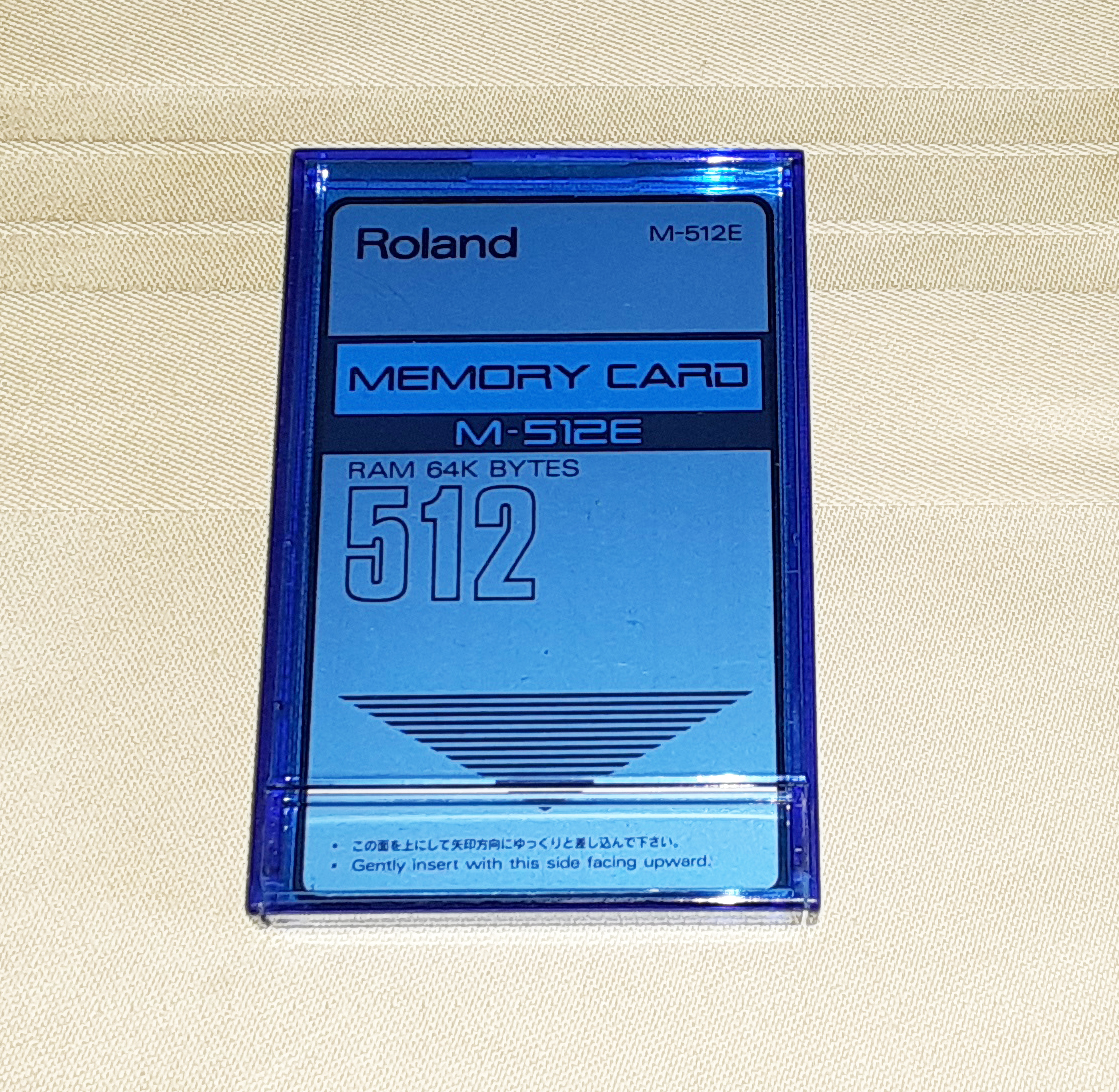 Roland M-512E
MEMORY CARD
M-512E
RAM 64K BYTES
512
• この面を上にして矢印方向にゆっくりと差し込んで下さい。
• Gently insert with this side facing upward.